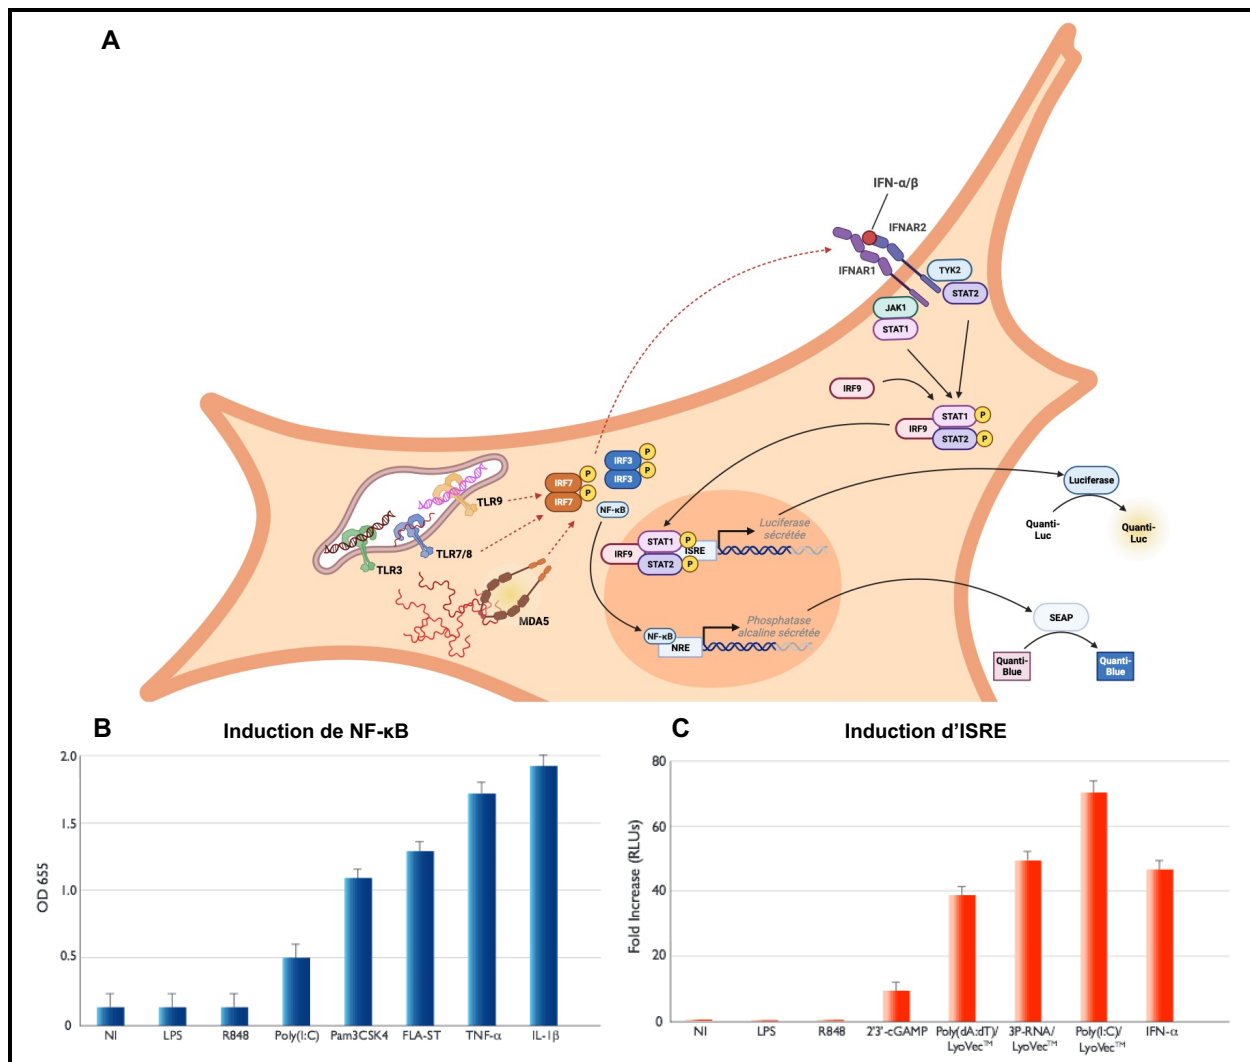 A
IFN-α/β
IFNAR2
IFNAR1
TYK2
STAT2
JAK1
STAT1
IRF9
STAT1 P
IRF9
STAT2 P
IRF3 P
IRF3 P
IRF7 P
IRF7 P
NF-κB
TLR9
TLR7/8
TLR3
MDA5
Luciferase
sécrétée
STAT1 P
IRF9 ISRE
STAT2 P
Phosphatase
alcaline sécrétée
NF-κB
NRE
Luciferase
Quanti-
Luc
Quanti-
Luc
SEAP
Quanti-
Blue
Quanti-
Blue
B
Induction de NF-κB
OD 655
2.0
1.5
1.0
0.5
0
NI LPS R848 Poly(I:C) Pam3CSK4 FLA-ST TNF-α IL-1β
C
Induction d’ISRE
Fold Increase (RLUs)
80
60
40
20
0
NI LPS R848 2'3'-cGAMP Poly(dA:dT)/ 3P-RNA/ Poly(I:C)/ IFN-α
LyoVec™ LyoVec™ LyoVec™